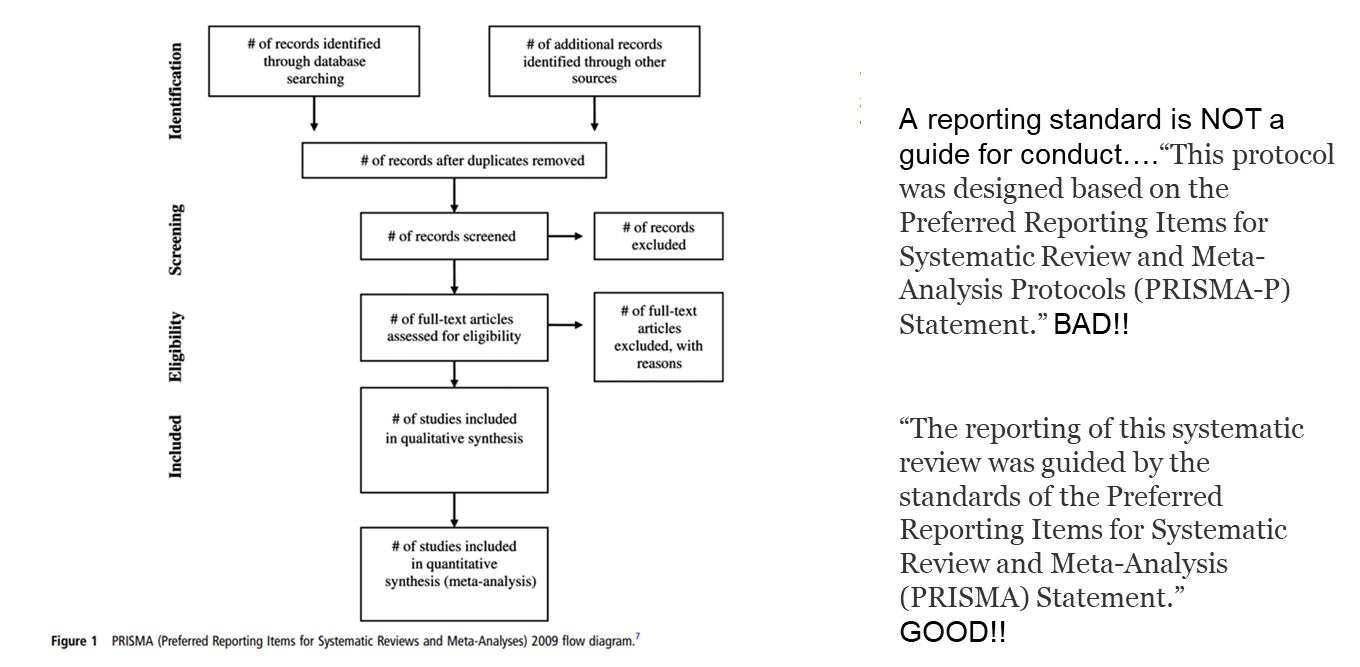 Identification
# of records identified
through database
searching
# of additional records
identified through other
sources
# of records after duplicates removed
Screening
# of records screened
# of records
excluded
Eligibility
# of full-text articles
assessed for eligibility
# of full-text
articles
excluded, with
reasons
Included
# of studies included
in qualitative synthesis
# of studies included
in quantitative
synthesis (meta-analysis)
Figure 1 PRISMA (Preferred Reporting Items for Systematic Reviews and Meta-Analyses) 2009 flow diagram.7
A reporting standard is NOT a
guide for conduct….“This protocol
was designed based on the
Preferred Reporting Items for
Systematic Review and Meta-
Analysis Protocols (PRISMA-P)
Statement.” BAD!!
“The reporting of this systematic
review was guided by the
standards of the Preferred
Reporting Items for Systematic
Review and Meta-Analysis
(PRISMA) Statement.”
GOOD!!